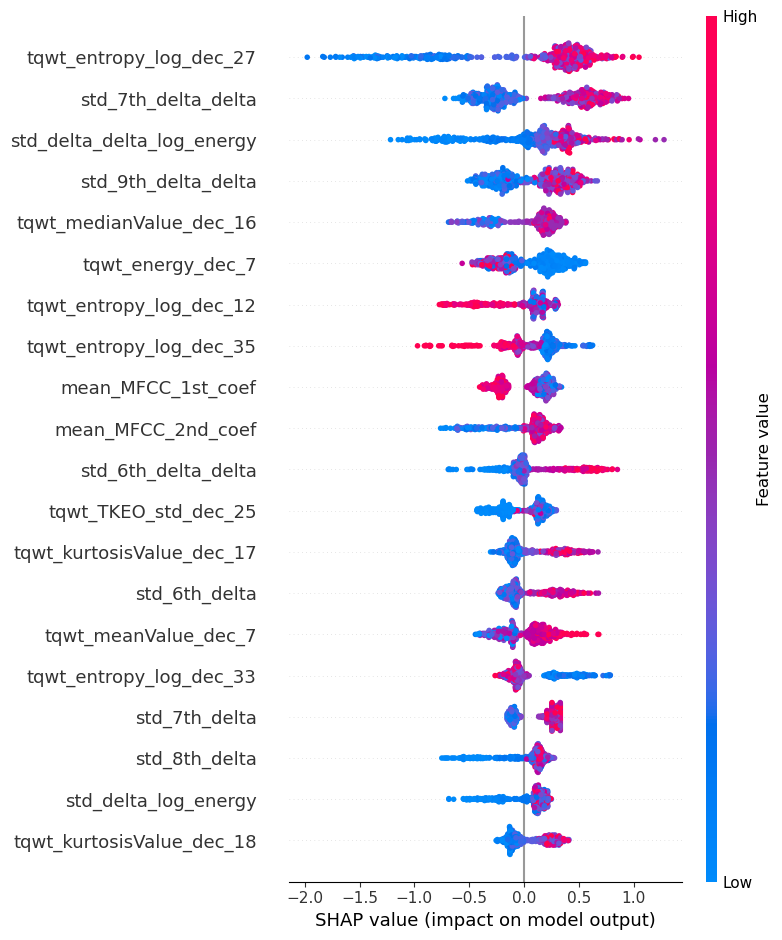 High
tqwt_entropy_log_dec_27
std_7th_delta_delta
std_delta_delta_log_energy
std_9th_delta_delta
tqwt_medianValue_dec_16
tqwt_energy_dec_7
tqwt_entropy_log_dec_12
tqwt_entropy_log_dec_35
mean_MFCC_1st_coef
mean_MFCC_2nd_coef
std_6th_delta_delta
tqwt_TKEO_std_dec_25
tqwt_kurtosisValue_dec_17
std_6th_delta
tqwt_meanValue_dec_7
tqwt_entropy_log_dec_33
std_7th_delta
std_8th_delta
std_delta_log_energy
tqwt_kurtosisValue_dec_18
Feature value
Low
−2.0 −1.5 −1.0 −0.5 0.0 0.5 1.0
SHAP value (impact on model output)